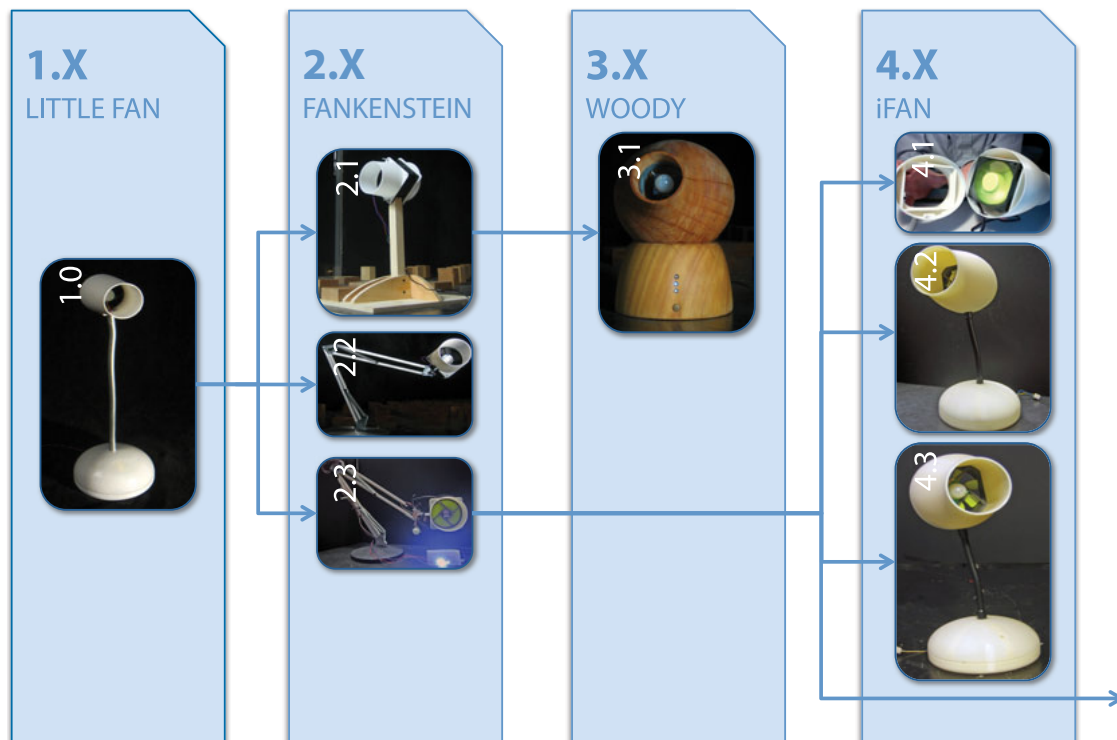 1.X
LITTLE FAN
1.0
2.X
FANKENSTEIN
2.1
2.2
2.3
3.X
WOODY
3.1
4.X
iFAN
4.1
4.2
4.3